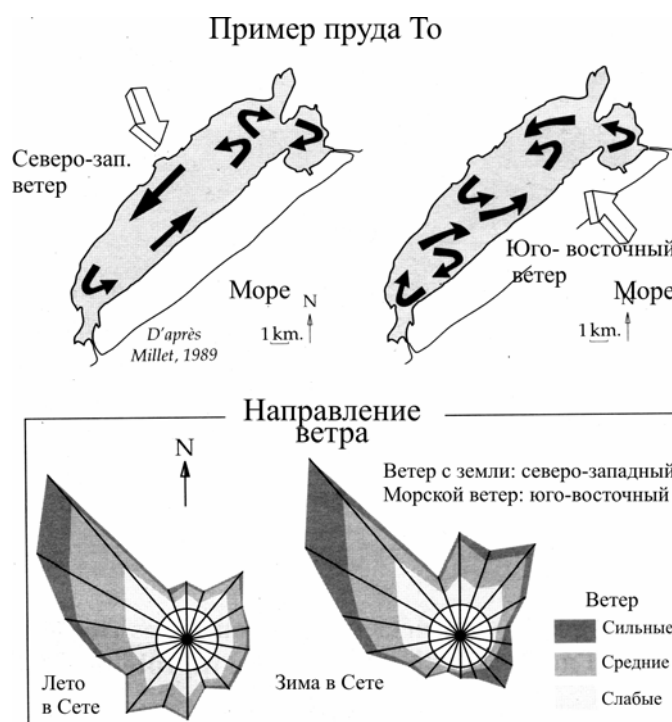 Пример пруда То
Северо-зап.
ветер
Море
N
D'après
Millet, 1989
1 km.
Юго- восточный
ветер
Море
N
1 km.
Направление
ветра
N
Ветер с земли: северо-западный
Морской ветер: юго-восточный
Лето
в Сете
Зима в Сете
Ветер
Сильные
Средние
Слабые